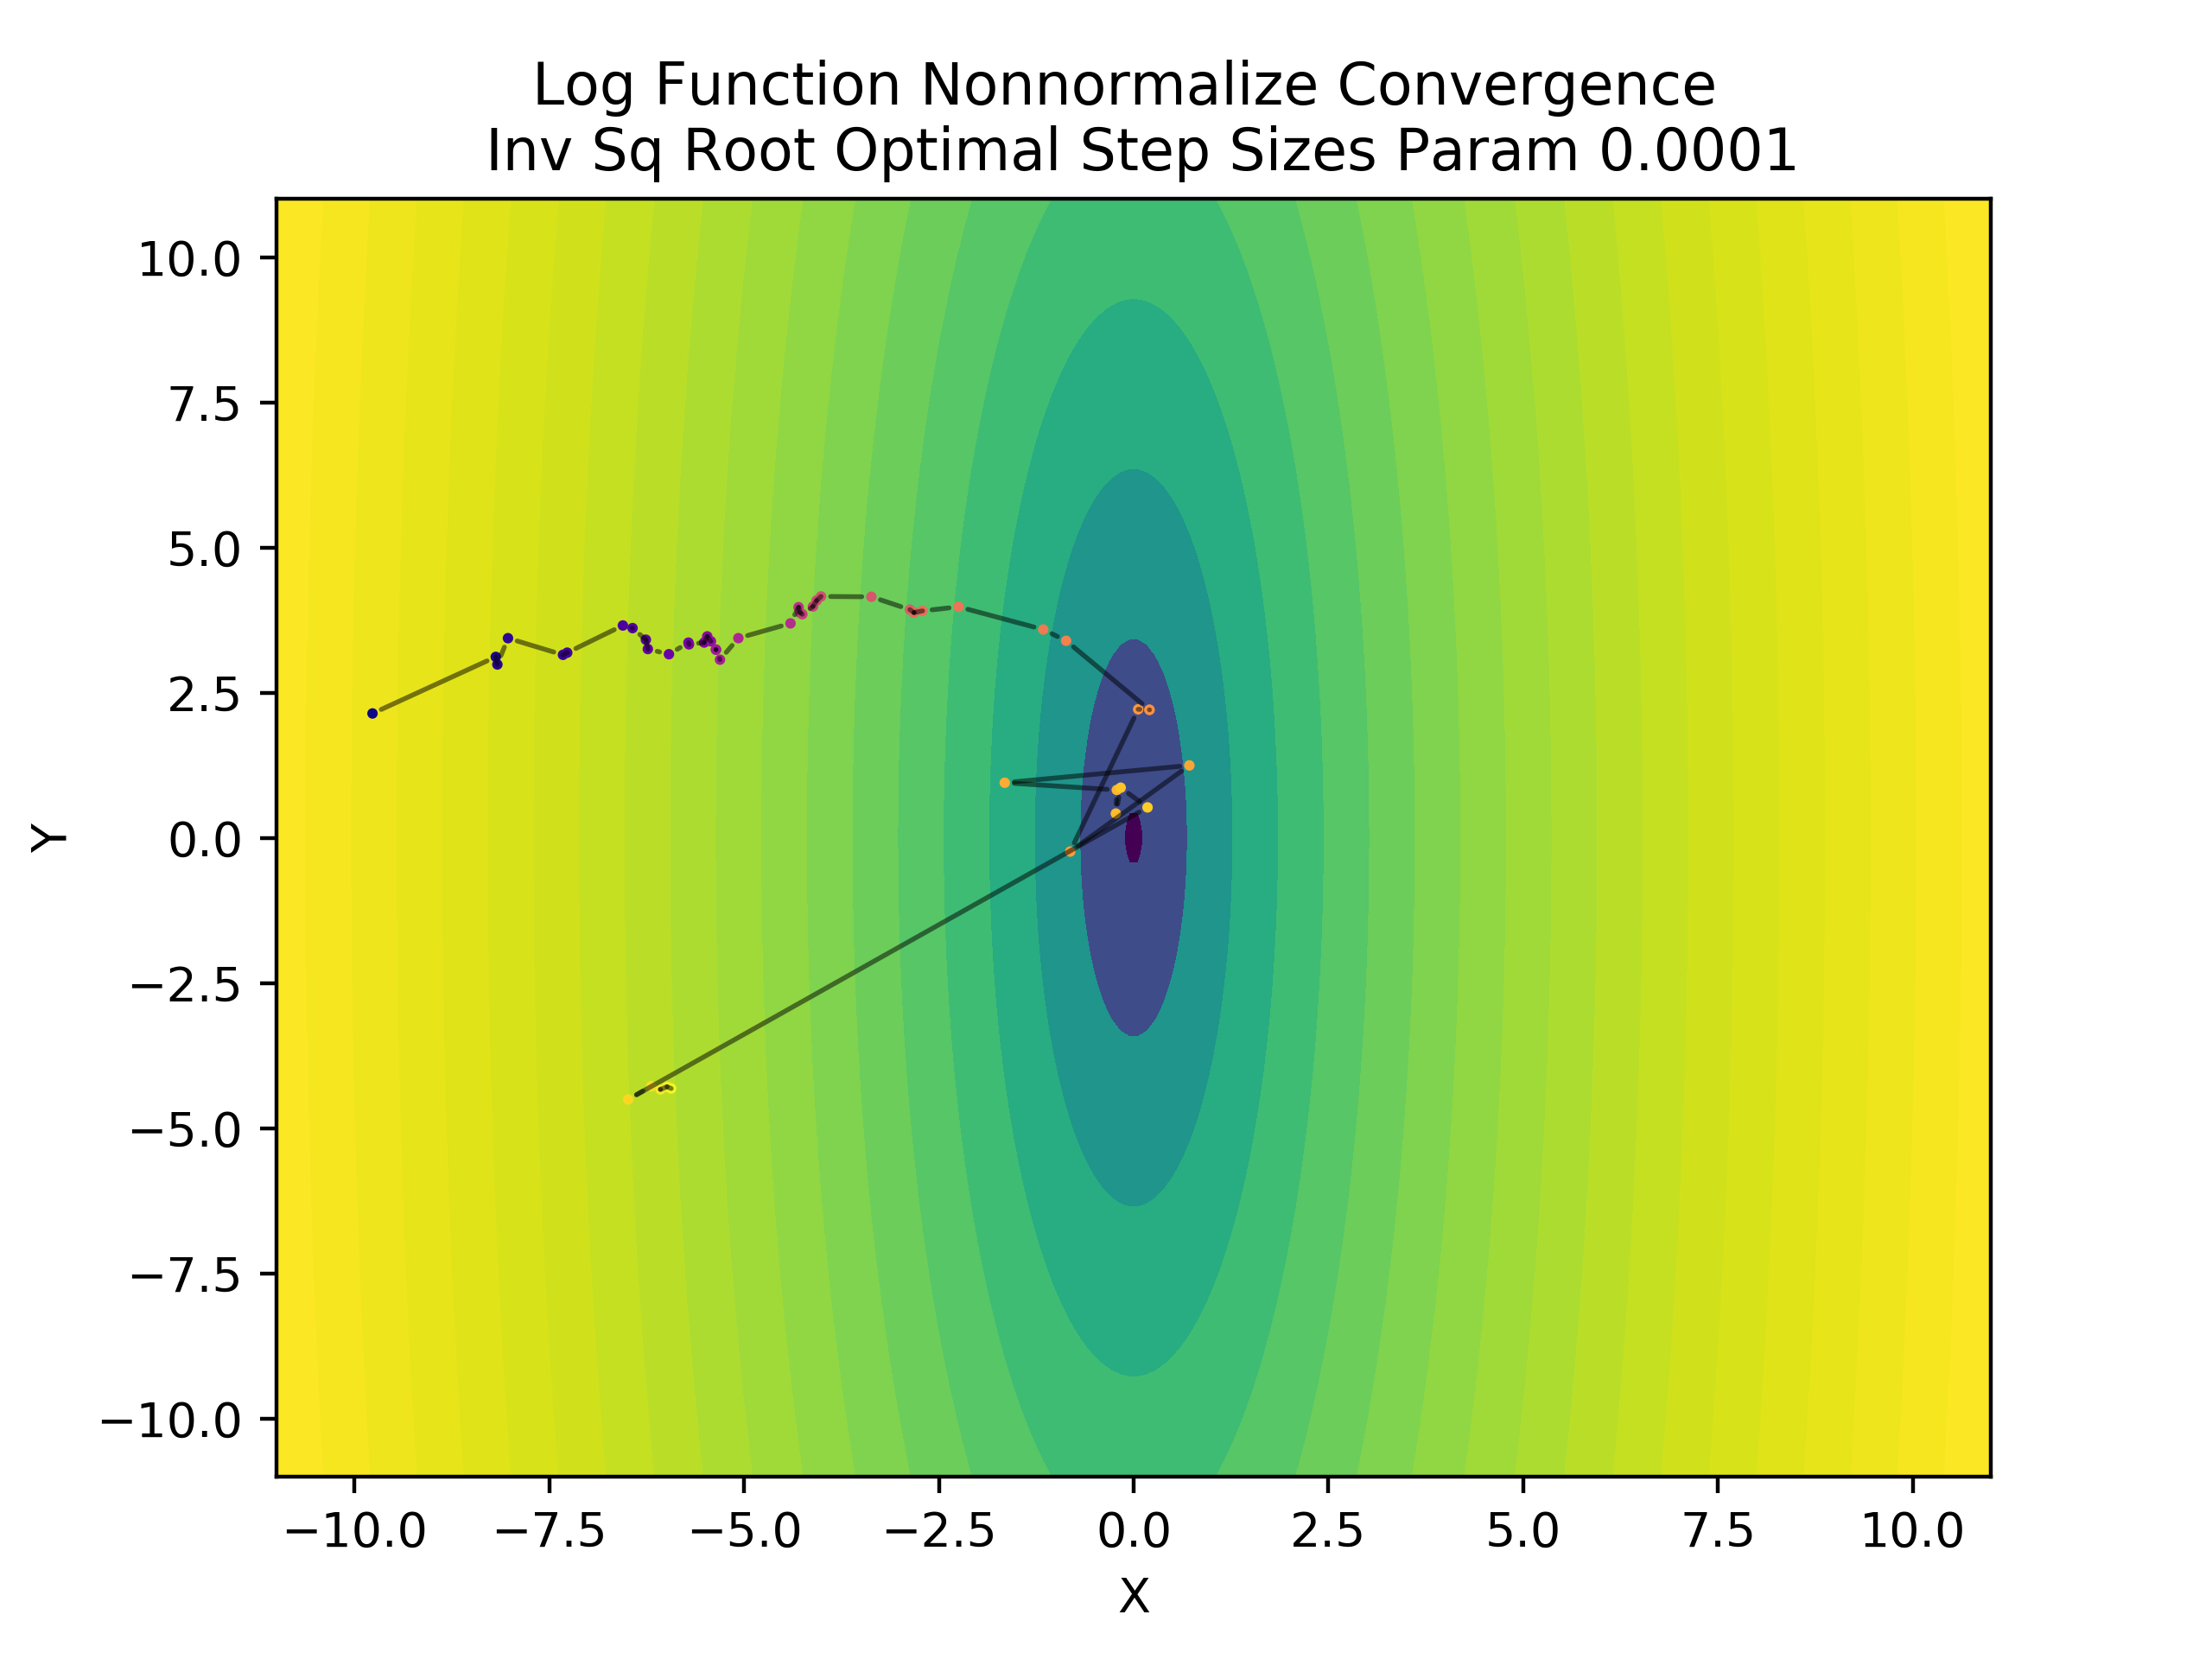 Log Function Nonnormalize Convergence
Inv Sq Root Optimal Step Sizes Param 0.0001
10.0
7.5
5.0
2.5
0.0
−2.5
−5.0
−7.5
−10.0
Y
−10.0 −7.5 −5.0 −2.5 0.0 2.5 5.0 7.5 10.0
X